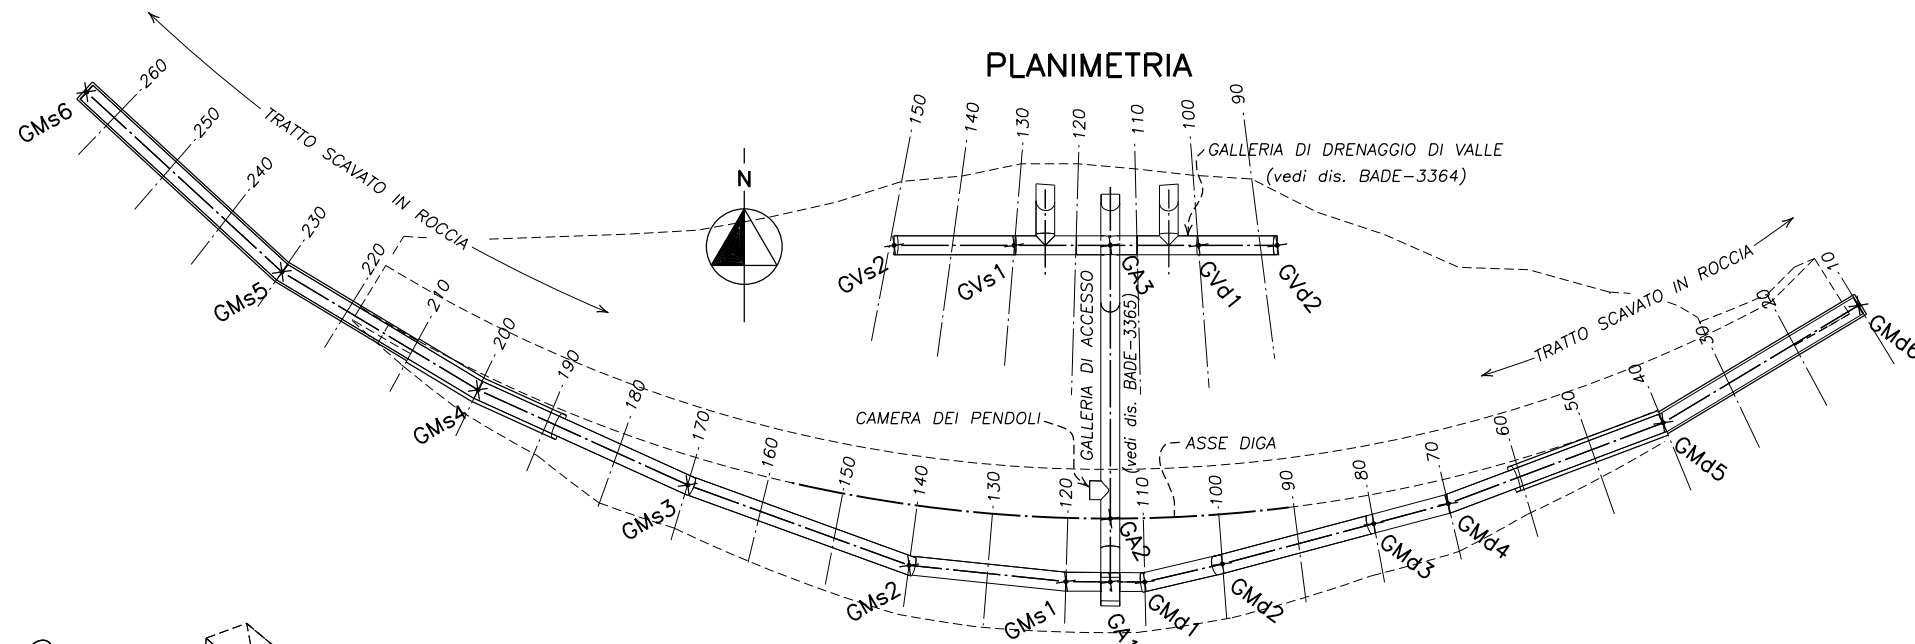 PLANIMETRIA
260
250
240
230
220
210
200
190
180
170
160
150
140
130
120
110
100
90
80
70
60
50
40
30
20
10
150
140
130
120
110
100
90
TRATTO SCAVATO IN ROCCIA
N
GALLERIA DI DRENAGGIO DI VALLE
(vedi dis. BADE-3364)
TRATTO SCAVATO IN ROCCIA
GVs2
GVs1
GA3
GVd1
GVd2
GALLERIA DI ACCESSO
(vedi dis. BADE-3365)
CAMERA DEI PENDOLI
ASSE DIGA
GMs6
GMs5
GMs4
GMs3
GMs2
GMs1
GA1
GA2
GMd1
GMd2
GMd3
GMd4
GMd5
GMd6